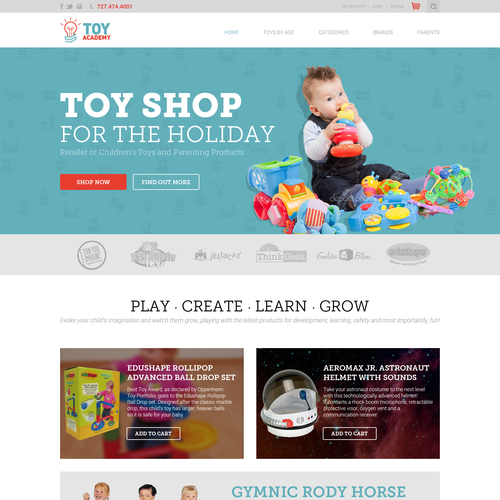 727.474.4001
My account
Login
Signup
TOY
ACADEMY
HOME
TOYS BY AGE
CATEGORIES
BRANDS
PARENTS
TOY SHOP
FOR THE HOLIDAY
Retailer of Children's Toys and Parenting Products
SHOP NOW
FIND OUT MORE
JELLYCAT
ThinkGeek
PLAY · CREATE · LEARN · GROW
Evoke your child's imagination and watch them grow, playing with the latest products for development, learning, safety and most importantly, fun!
EDUSHAPE ROLLIPOP
ADVANCED BALL DROP SET
Best Toy Award, as declared by Oppenheim
Toy Portfolio, goes to the Edushape Rollipop
Ball Drop set. Designed after the classic marble
drop, this child's toy has larger, heavier balls
so it is safe for your baby.
ADD TO CART
AEROMAX JR. ASTRONAUT
HELMET WITH SOUNDS
Take your astronaut costume to the next level
with this technologically advanced helmet!
It contains a mock boom microphone, retractable
protective visor, oxygen vent and a
communication receiver.
ADD TO CART
GYMNIC RODY HORSE